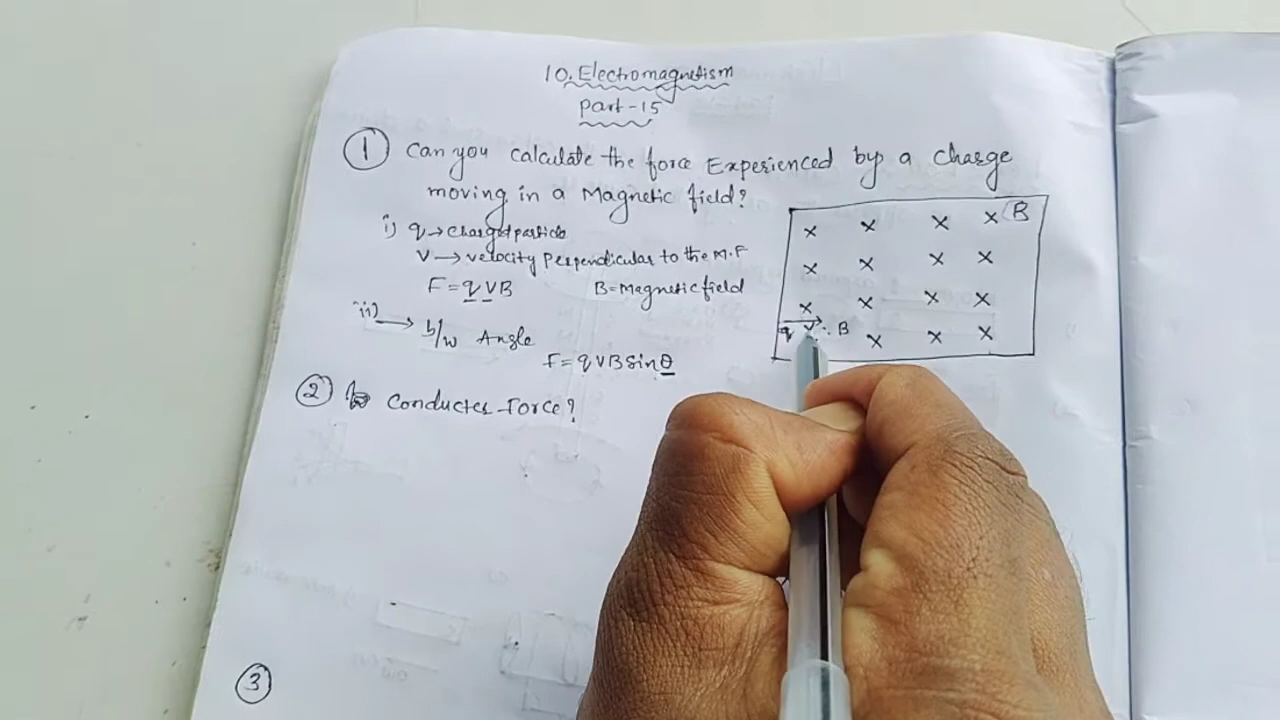 10. Electromagnetism
part-15
1 Can you calculate the force Experienced by a charge
moving in a Magnetic field?
i) q → charged particle
V → velocity perpendicular to the M.F
F = qVB B = Magnetic field
ii) → b/w Angle
F = qVB sinθ
2 Conducter Force?
3
B
q V B